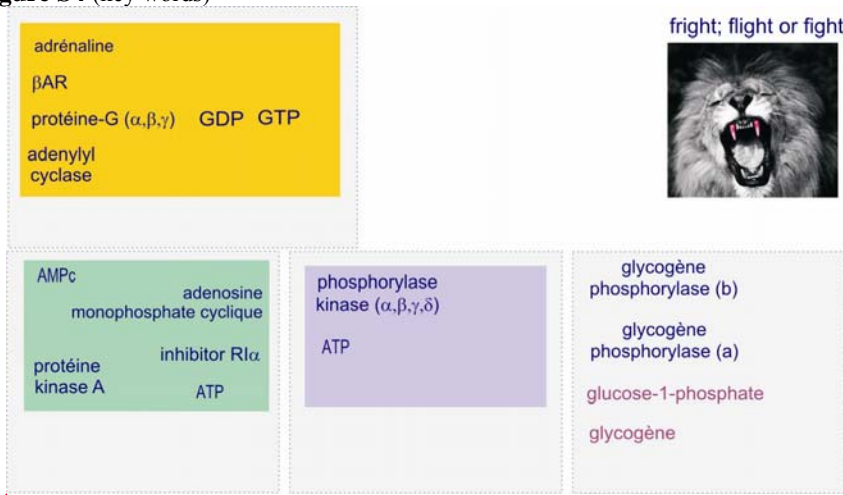 fright; flight or fight
adrénaline
βAR
protéine-G (α,β,γ) GDP GTP
adenylyl
cyclase
AMPc
adenosine
monophosphate cyclique
inhibitor RIα
protéine
kinase A
ATP
phosphorylase
kinase (α,β,γ,δ)
ATP
glycogène
phosphorylase (b)
glycogène
phosphorylase (a)
glucose-1-phosphate
glycogène